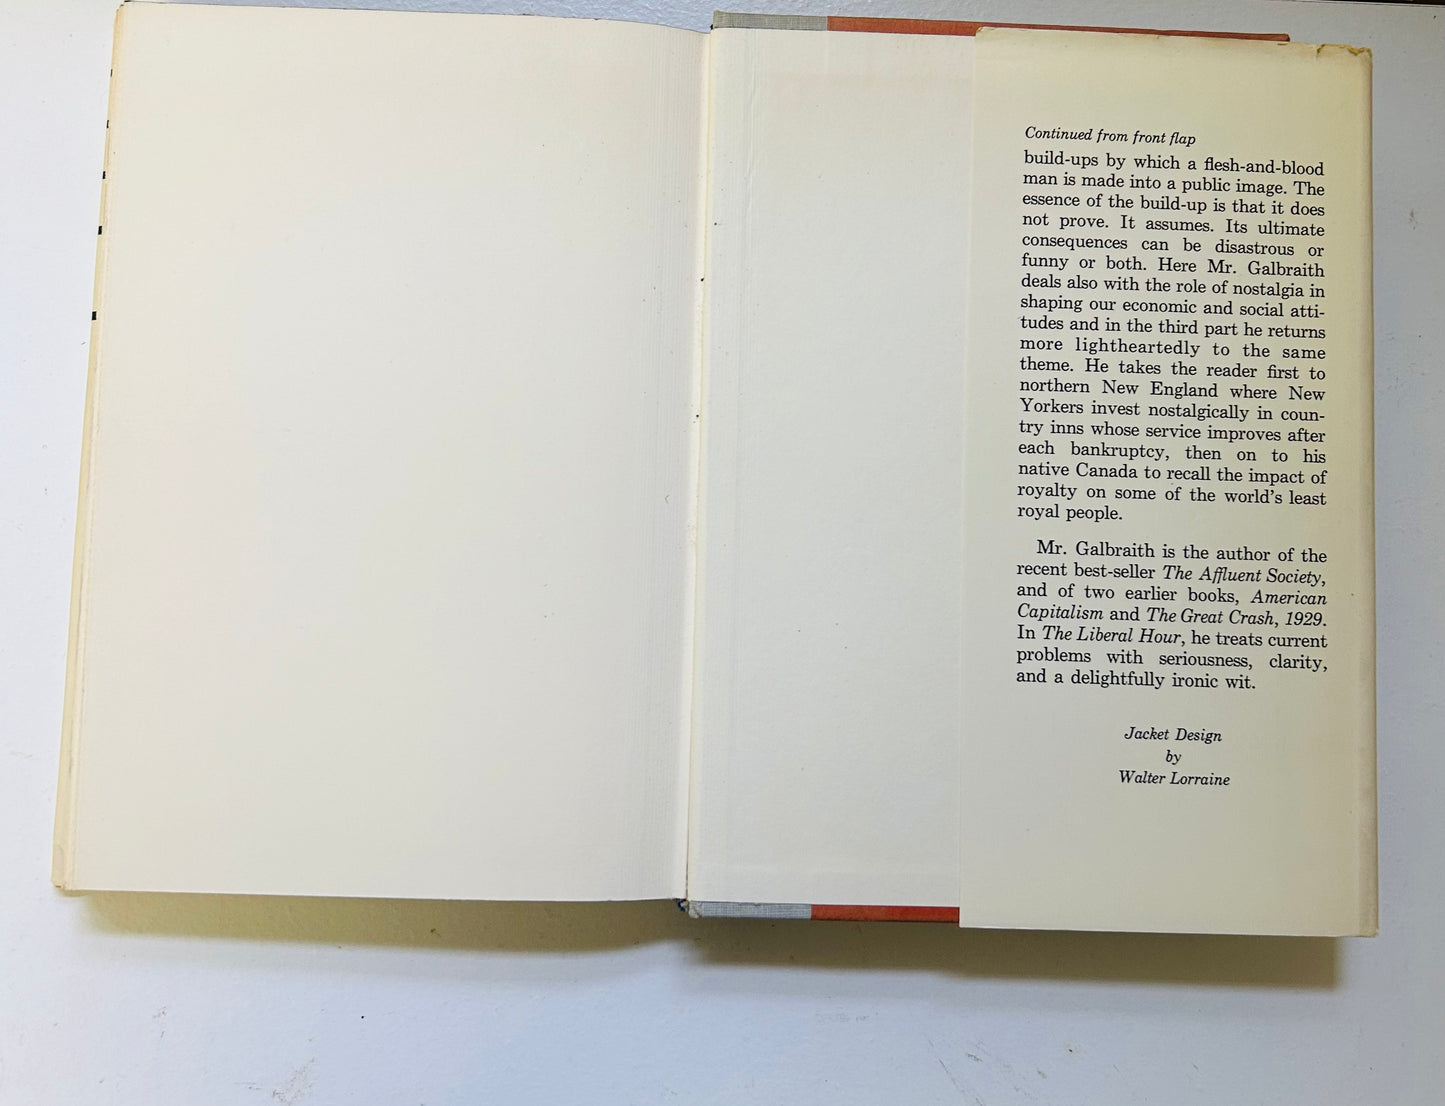 Continued from front flap
build-ups by which a flesh-and-blood
man is made into a public image. The
essence of the build-up is that it does
not prove. It assumes. Its ultimate
consequences can be disastrous or
funny or both. Here Mr. Galbraith
deals also with the role of nostalgia in
shaping our economic and social atti-
tudes and in the third part he returns
more lightheartedly to the same
theme. He takes the reader first to
northern New England where New
Yorkers invest nostalgically in coun-
try inns whose service improves after
each bankruptcy, then on to his
native Canada to recall the impact of
royalty on some of the world's least
royal people.
Mr. Galbraith is the author of the
recent best-seller The Affluent Society,
and of two earlier books, American
Capitalism and The Great Crash, 1929.
In The Liberal Hour, he treats current
problems with seriousness, clarity,
and a delightfully ironic wit.
Jacket Design
by
Walter Lorraine